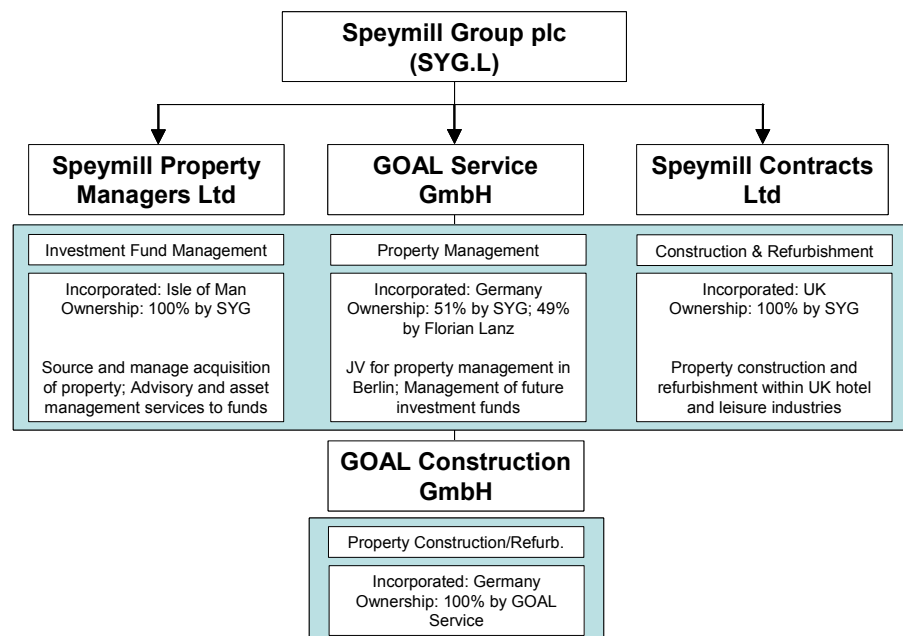 Speymill Group plc
(SYG.L)
Speymill Property
Managers Ltd
GOAL Service
GmbH
Speymill Contracts
Ltd
Investment Fund Management
Incorporated: Isle of Man
Ownership: 100% by SYG
Source and manage acquisition
of property; Advisory and asset
management services to funds
Property Management
Incorporated: Germany
Ownership: 51% by SYG; 49%
by Florian Lanz
JV for property management in
Berlin; Management of future
investment funds
Construction & Refurbishment
Incorporated: UK
Ownership: 100% by SYG
Property construction and
refurbishment within UK hotel
and leisure industries
GOAL Construction
GmbH
Property Construction/Refurb.
Incorporated: Germany
Ownership: 100% by GOAL
Service